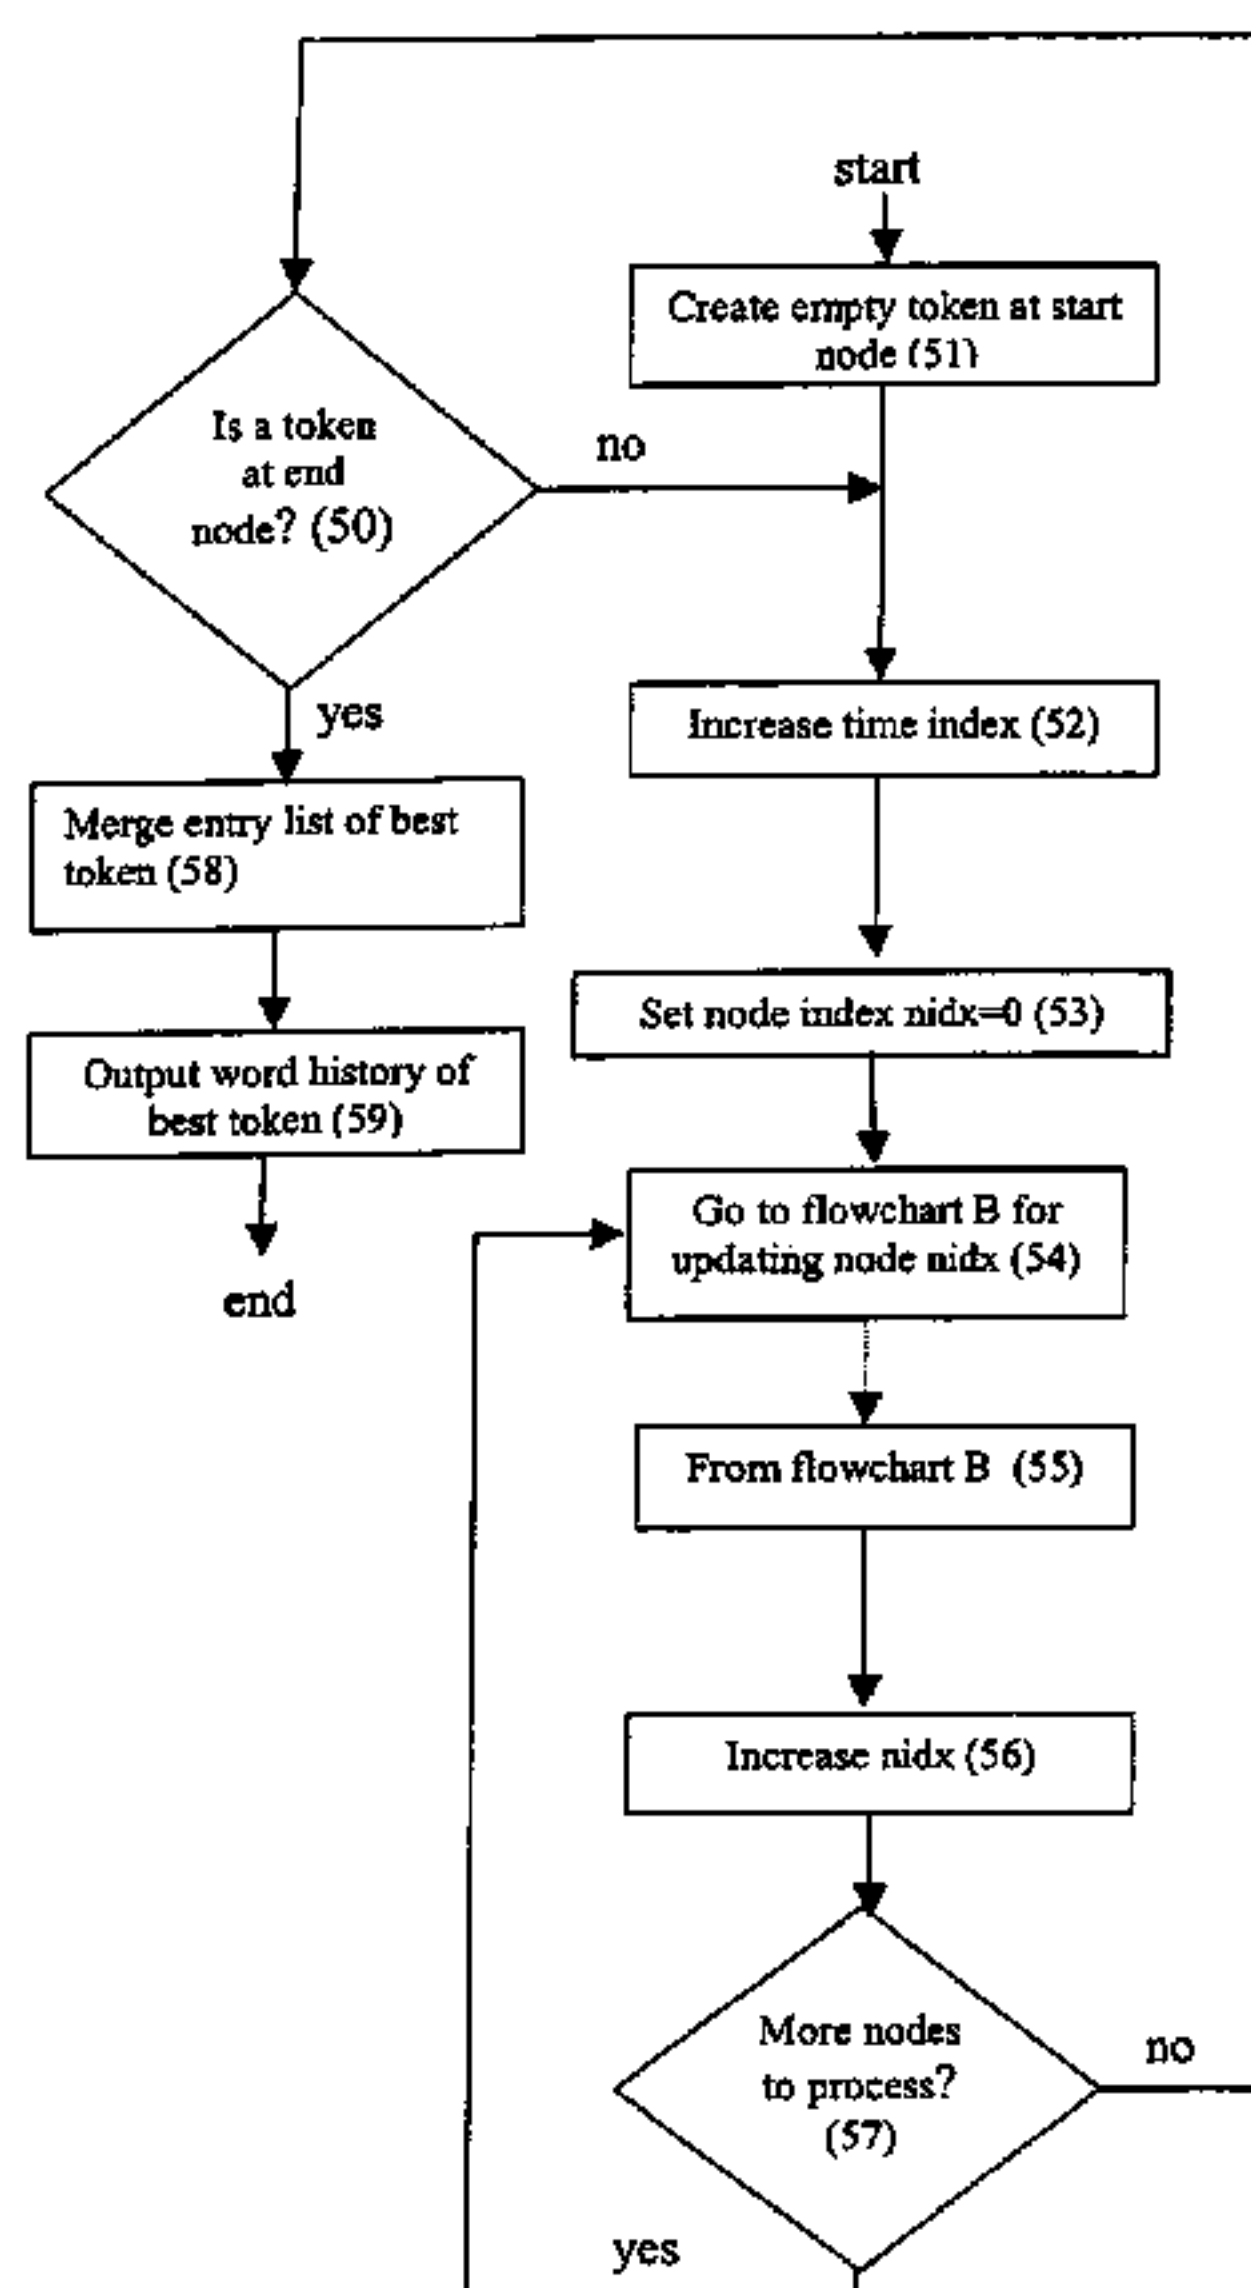 start
Create empty token at start
node (51)
Is a token
at end
node? (50)
no
yes
Increase time index (52)
Merge entry list of best
token (58)
Set node index nidx=0 (53)
Output word history of
best token (59)
end
Go to flowchart B for
updating node nidx (54)
From flowchart B (55)
Increase nidx (56)
More nodes
to process?
(57)
no
yes